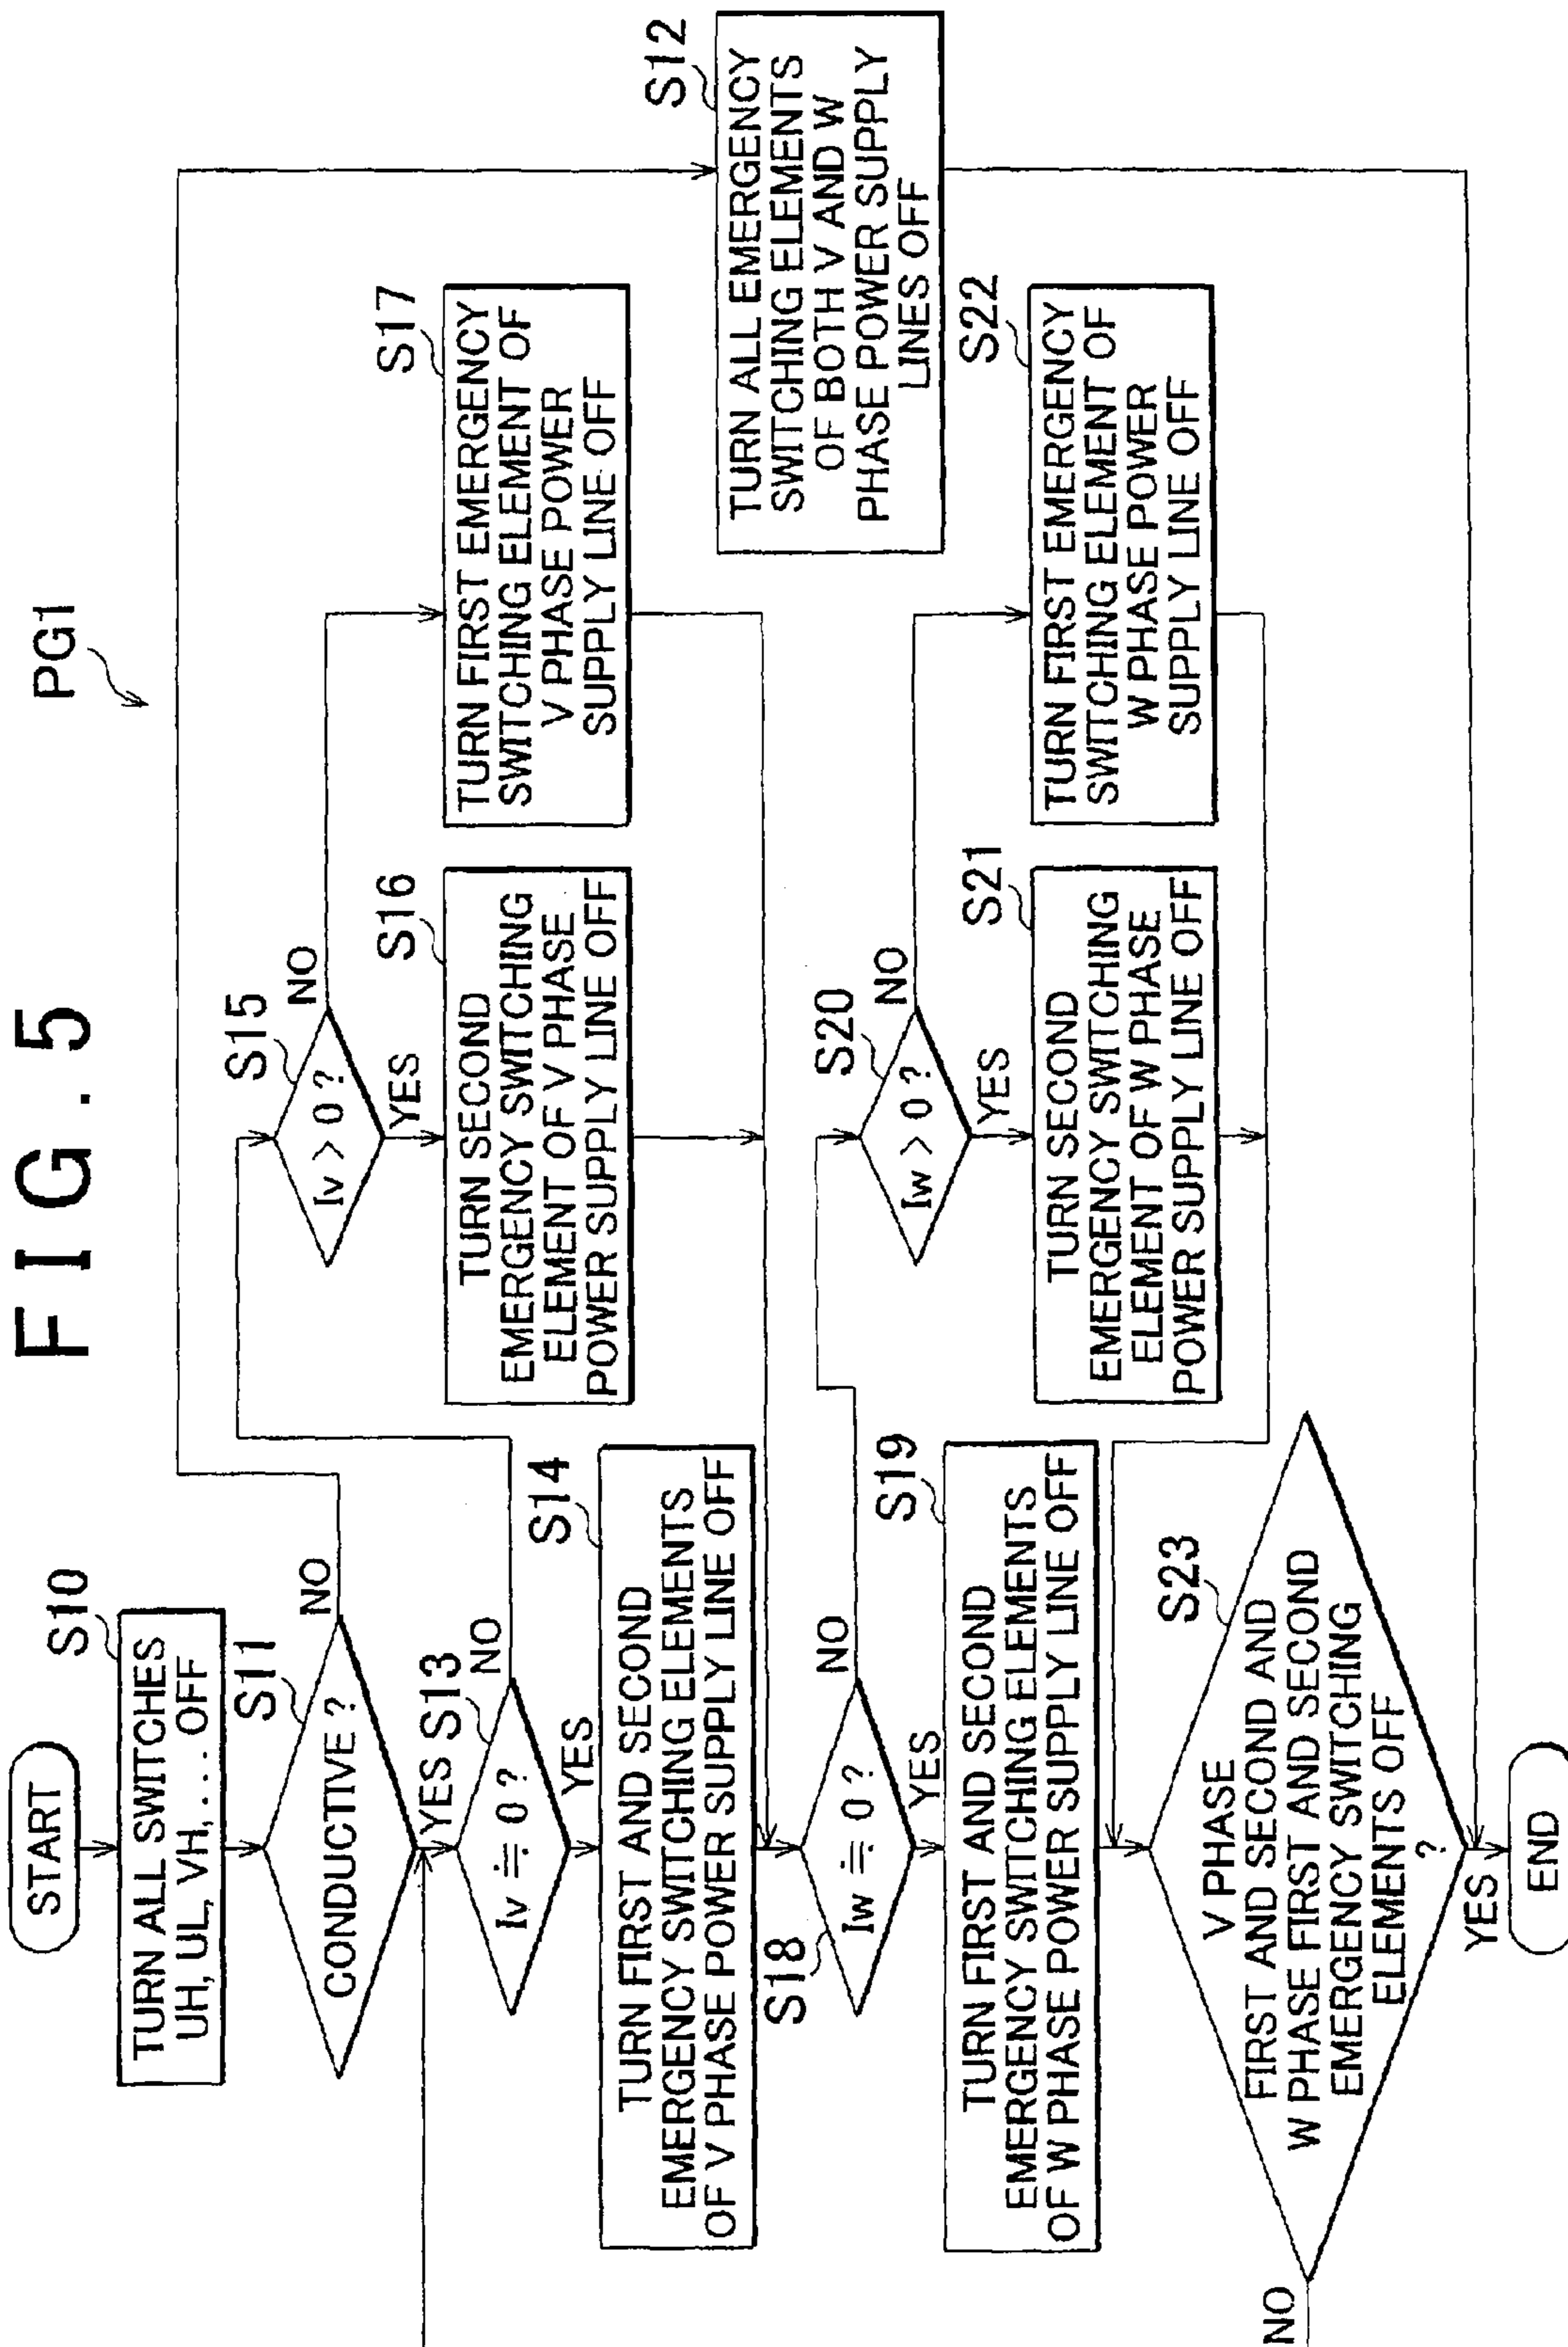 FIG. 5
PG1
START
S10
TURN ALL SWITCHES
UH, UL, VH, ... OFF
S11
CONDUCTIVE ?
NO
YES
S12
TURN ALL EMERGENCY
SWITCHING ELEMENTS
OF BOTH V AND W
PHASE POWER SUPPLY
LINES OFF
S13
Iv ≒ 0 ?
NO
YES
S14
TURN FIRST AND SECOND
EMERGENCY SWITCHING ELEMENTS
OF V PHASE POWER SUPPLY LINE OFF
S15
Iv > 0 ?
NO
YES
S16
TURN SECOND
EMERGENCY SWITCHING
ELEMENT OF V PHASE
POWER SUPPLY LINE OFF
S17
TURN FIRST EMERGENCY
SWITCHING ELEMENT OF
V PHASE POWER
SUPPLY LINE OFF
S18
Iw ≒ 0 ?
NO
YES
S19
TURN FIRST AND SECOND
EMERGENCY SWITCHING ELEMENTS
OF W PHASE POWER SUPPLY LINE OFF
S20
Iw > 0 ?
NO
YES
S21
TURN SECOND
EMERGENCY SWITCHING
ELEMENT OF W PHASE
POWER SUPPLY LINE OFF
S22
TURN FIRST EMERGENCY
SWITCHING ELEMENT OF
W PHASE POWER
SUPPLY LINE OFF
S23
V PHASE
FIRST AND SECOND AND
W PHASE FIRST AND SECOND
EMERGENCY SWITCHING
ELEMENTS OFF
?
NO
YES
END